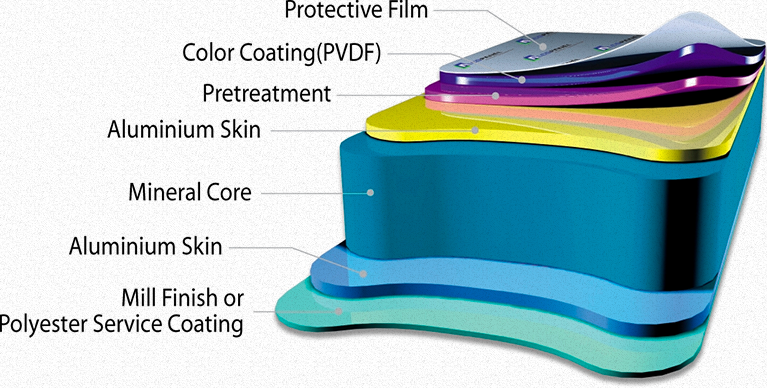 Protective Film
Color Coating(PVDF)
Pretreatment
Aluminium Skin
Mineral Core
Aluminium Skin
Mill Finish or
Polyester Service Coating